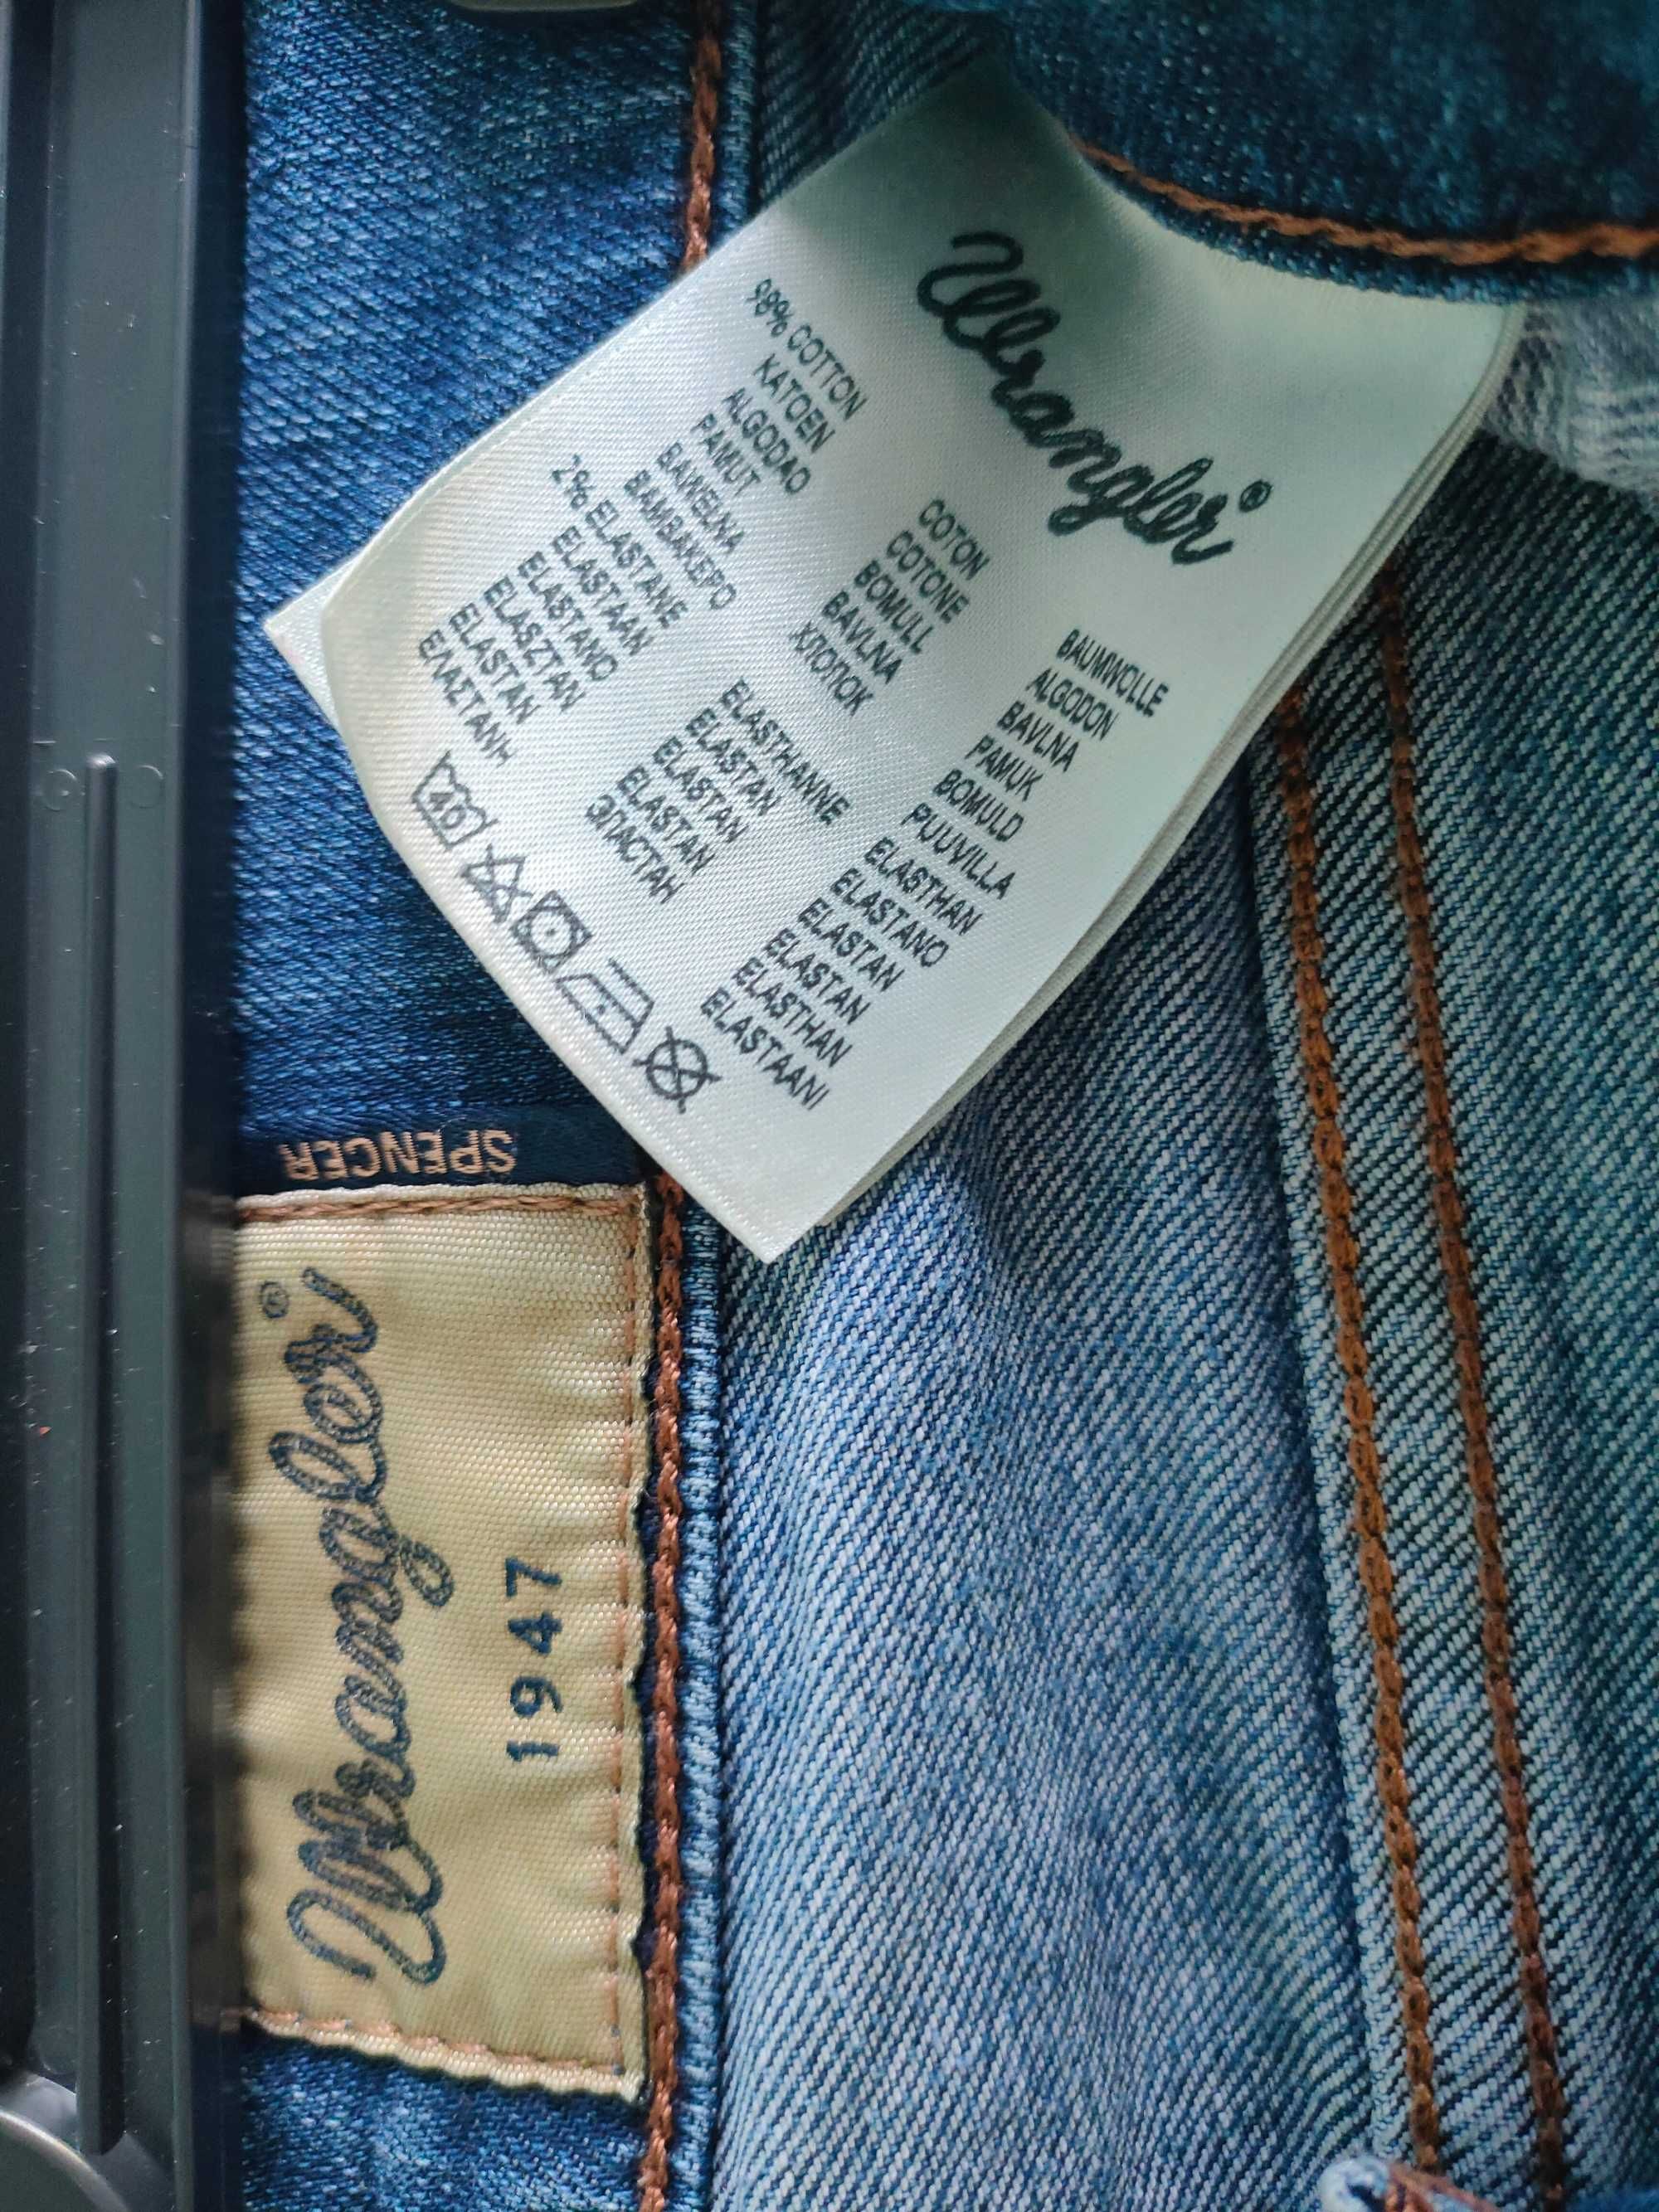 Wrangler®
98% COTTON COTON BAUMWOLLE
KATOEN COTONE ALGODON
ALGODAO BOMULL BAVLNA
PAMUT BAVLNA PAMUK
BAWEŁNA ХЛОПОК BOMULD
ΒΑΜΒΑΚΕΡΟ PUUVILLA
2% ELASTANE ELASTHANNE ELASTHAN
ELASTAAN ELASTAN ELASTANO
ELASTANO ELASTAN ELASTAN
ELASZTAN ELASTAN ELASTAN
ELASTAN ЭЛАСТАН ELASTHAN
ΕΛΑΣΤΑΝΗ ELASTAANI
40
SPENCER
Wrangler®
1947